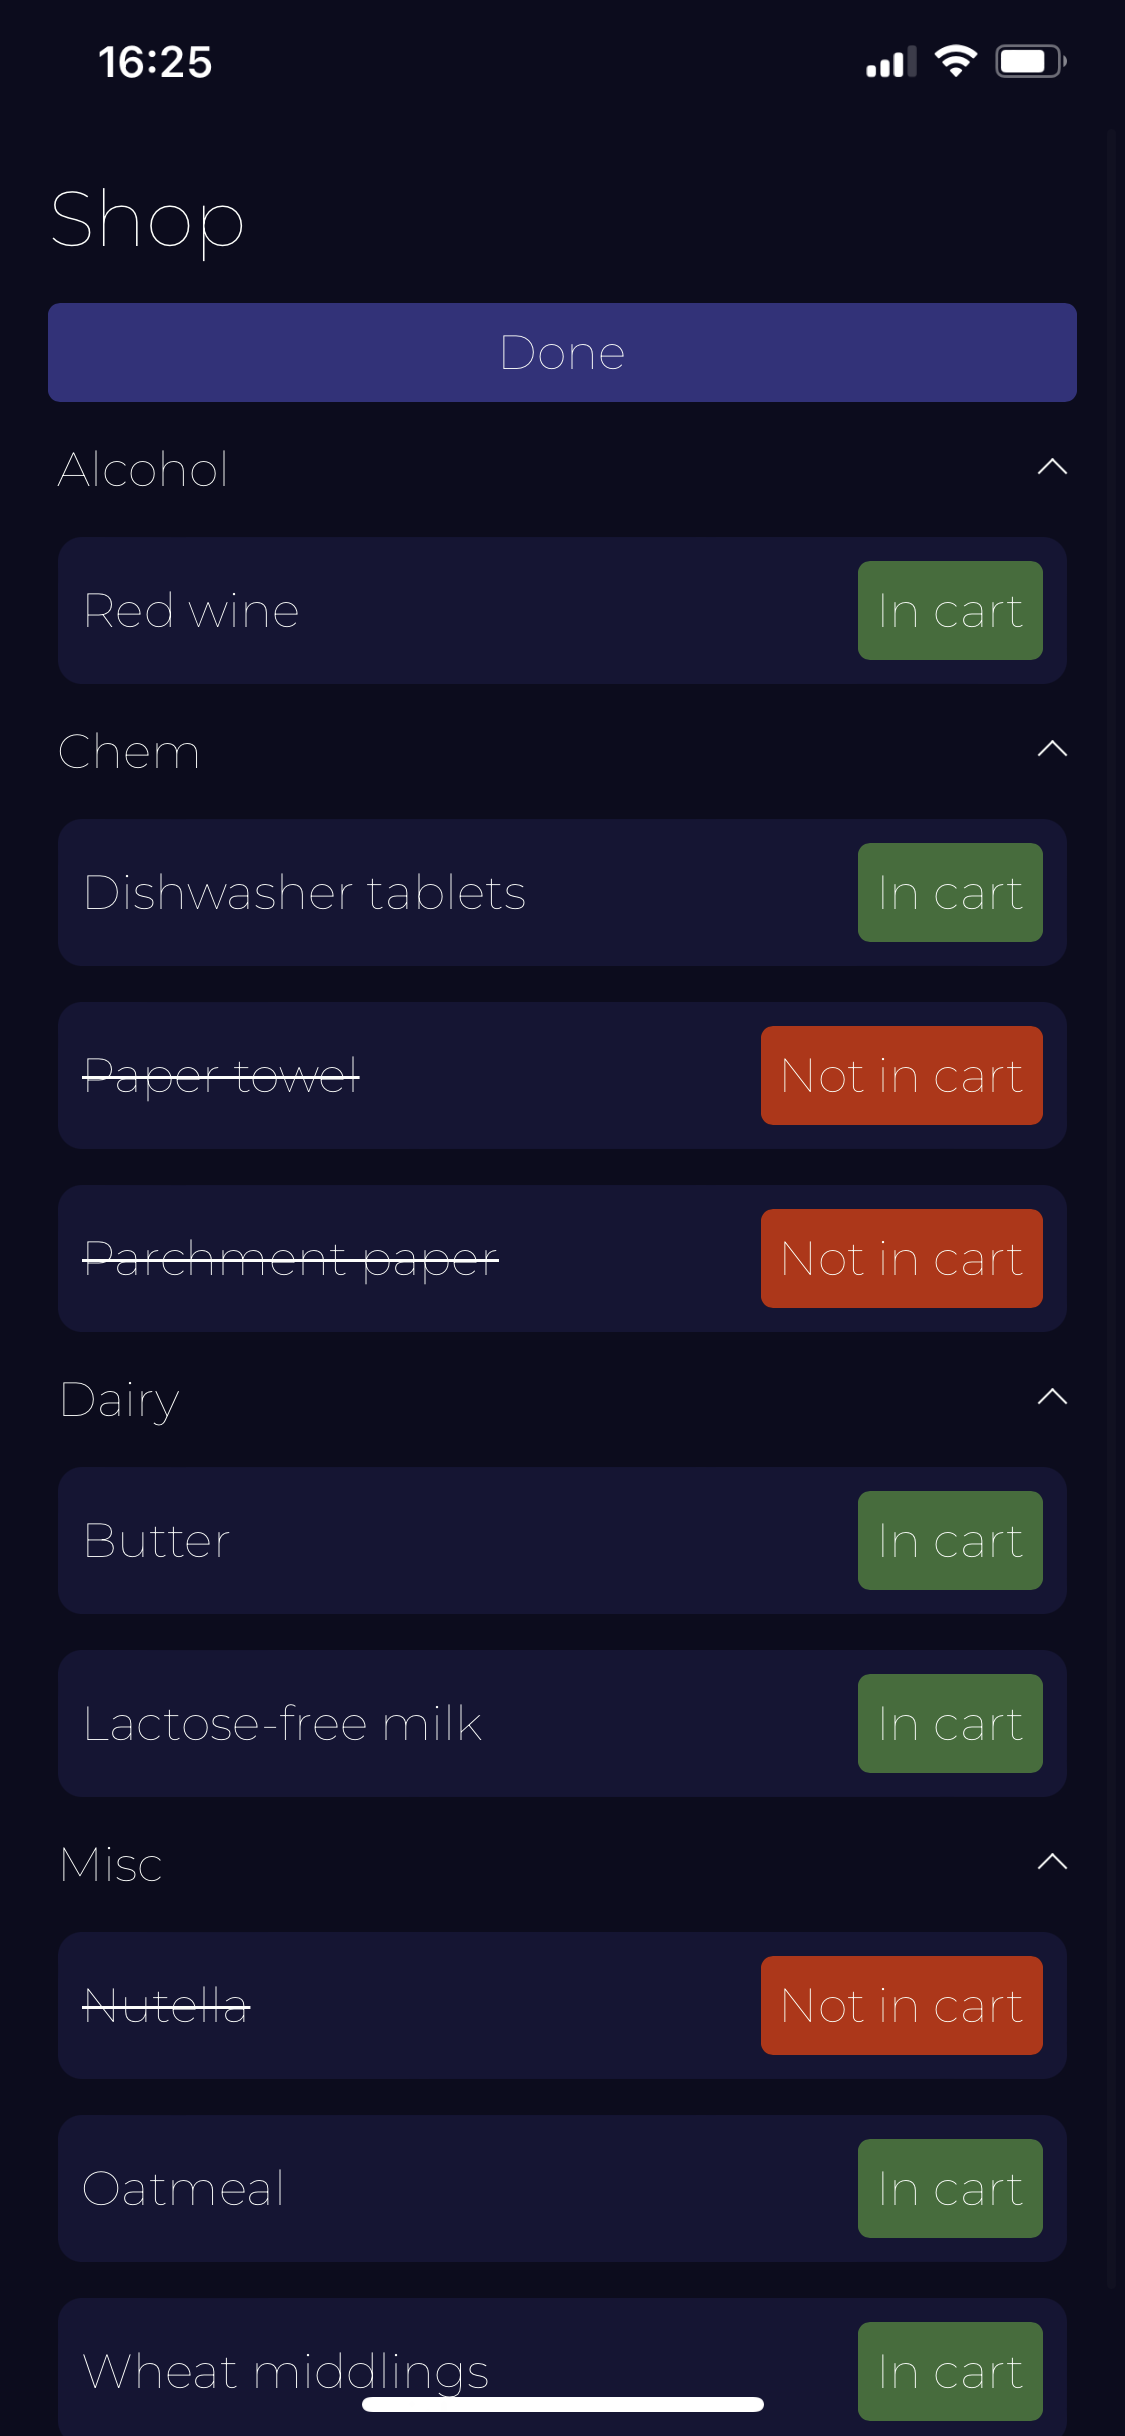 16:25
Shop
Done
Alcohol
Red wine In cart
Chem
Dishwasher tablets In cart
Paper towel Not in cart
Parchment paper Not in cart
Dairy
Butter In cart
Lactose-free milk In cart
Misc
Nutella Not in cart
Oatmeal In cart
Wheat middlings In cart